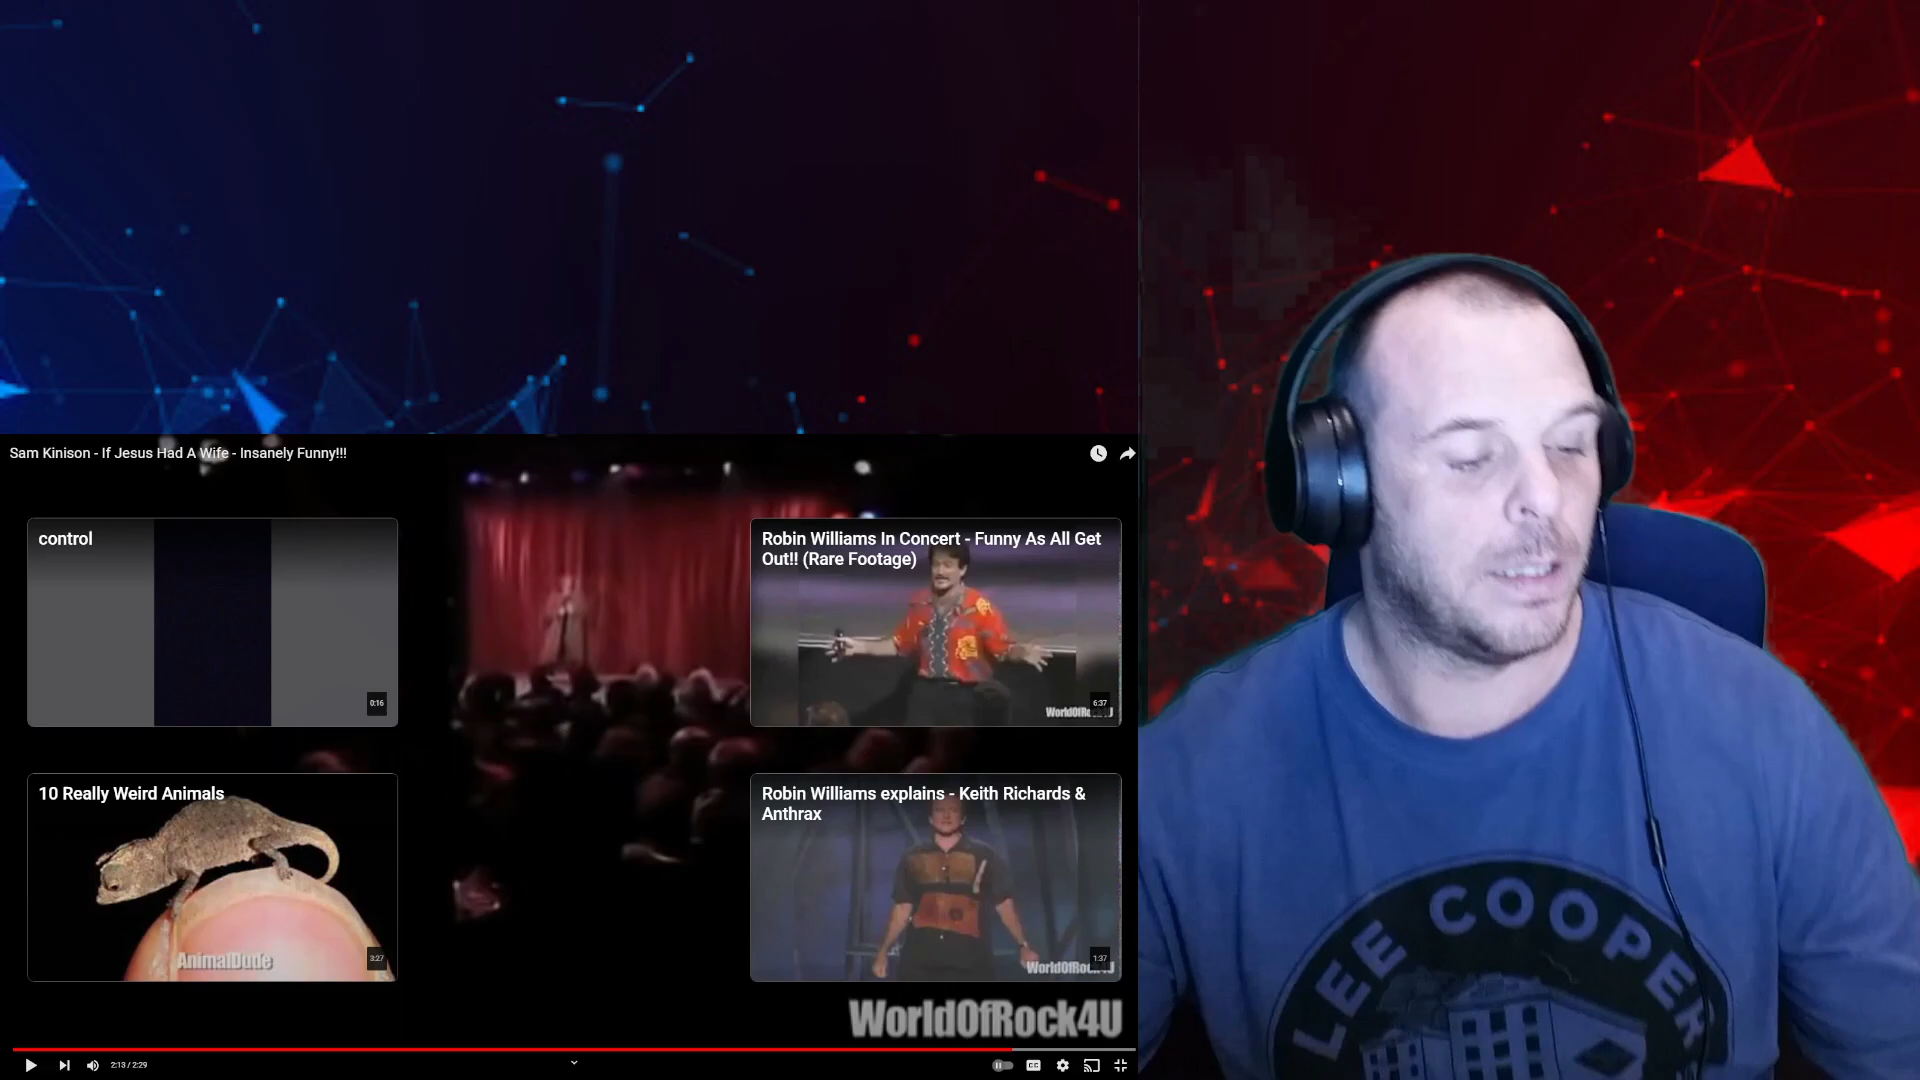 Sam Kinison - If Jesus Had A Wife - Insanely Funny!!!
control
0:16
Robin Williams In Concert - Funny As All Get
Out!! (Rare Footage)
6:37
10 Really Weird Animals
AnimalDude
3:27
Robin Williams explains - Keith Richards &
Anthrax
1:37
WorldOfRock4U
2:13 / 2:29
CC
LEE COOPER